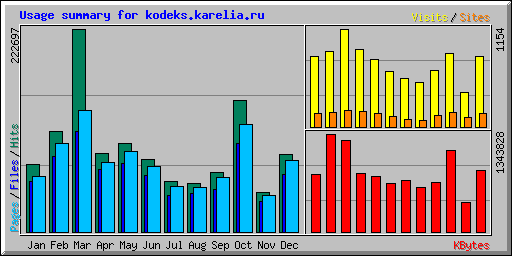 Usage summary for kodeks.karelia.ru
Visits / Sites
222697
1154
Pages / Files / Hits
1343828
Jan Feb Mar Apr May Jun Jul Aug Sep Oct Nov Dec
KBytes